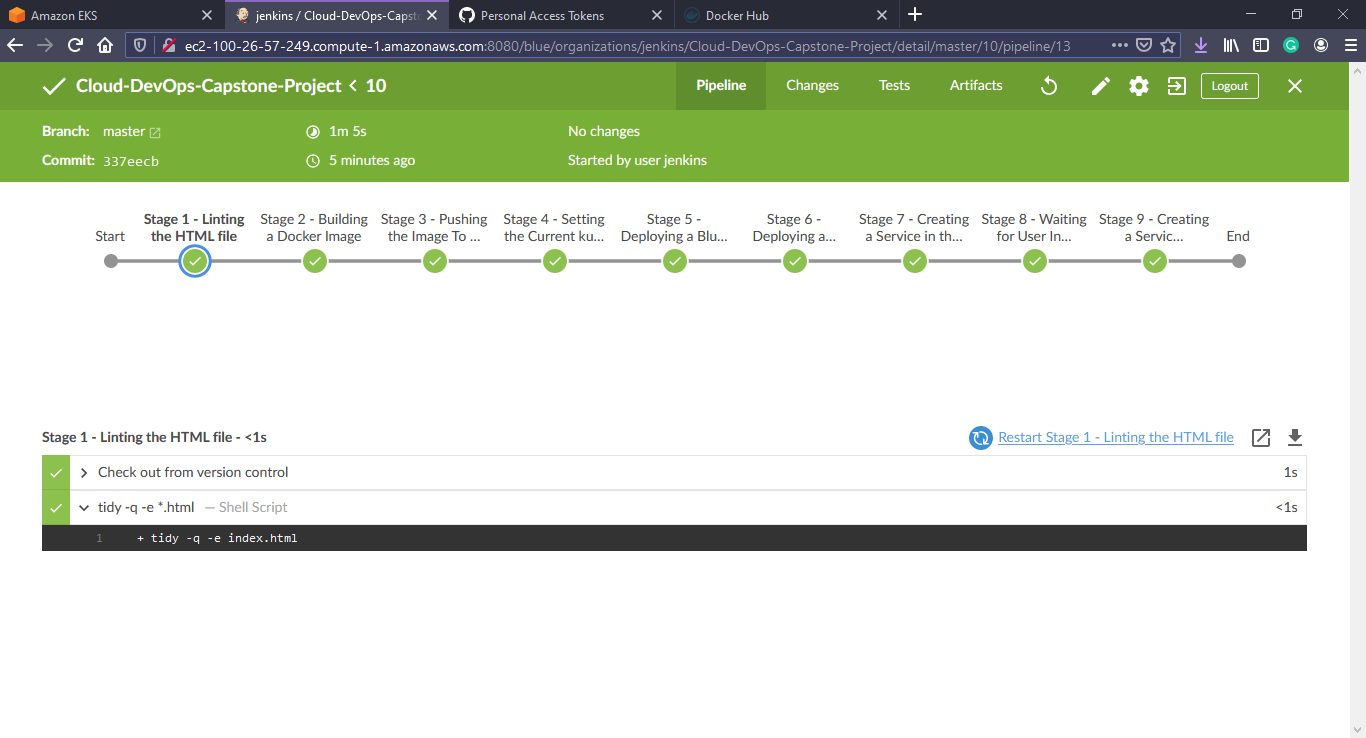 Amazon EKS
jenkins / Cloud-DevOps-Capst
Personal Access Tokens
Docker Hub
ec2-100-26-57-249.compute-1.amazonaws.com:8080/blue/organizations/jenkins/Cloud-DevOps-Capstone-Project/detail/master/10/pipeline/13
Cloud-DevOps-Capstone-Project < 10
Pipeline
Changes
Tests
Artifacts
Logout
Branch: master
1m 5s
No changes
Commit: 337eecb
5 minutes ago
Started by user jenkins
Start
Stage 1 - Linting
the HTML file
Stage 2 - Building
a Docker Image
Stage 3 - Pushing
the Image To ...
Stage 4 - Setting
the Current ku...
Stage 5 -
Deploying a Blu...
Stage 6 -
Deploying a...
Stage 7 - Creating
a Service in th...
Stage 8 - Waiting
for User In...
Stage 9 - Creating
a Servic...
End
Stage 1 - Linting the HTML file - <1s
Restart Stage 1 - Linting the HTML file
Check out from version control
1s
tidy -q -e *.html — Shell Script
<1s
1 + tidy -q -e index.html